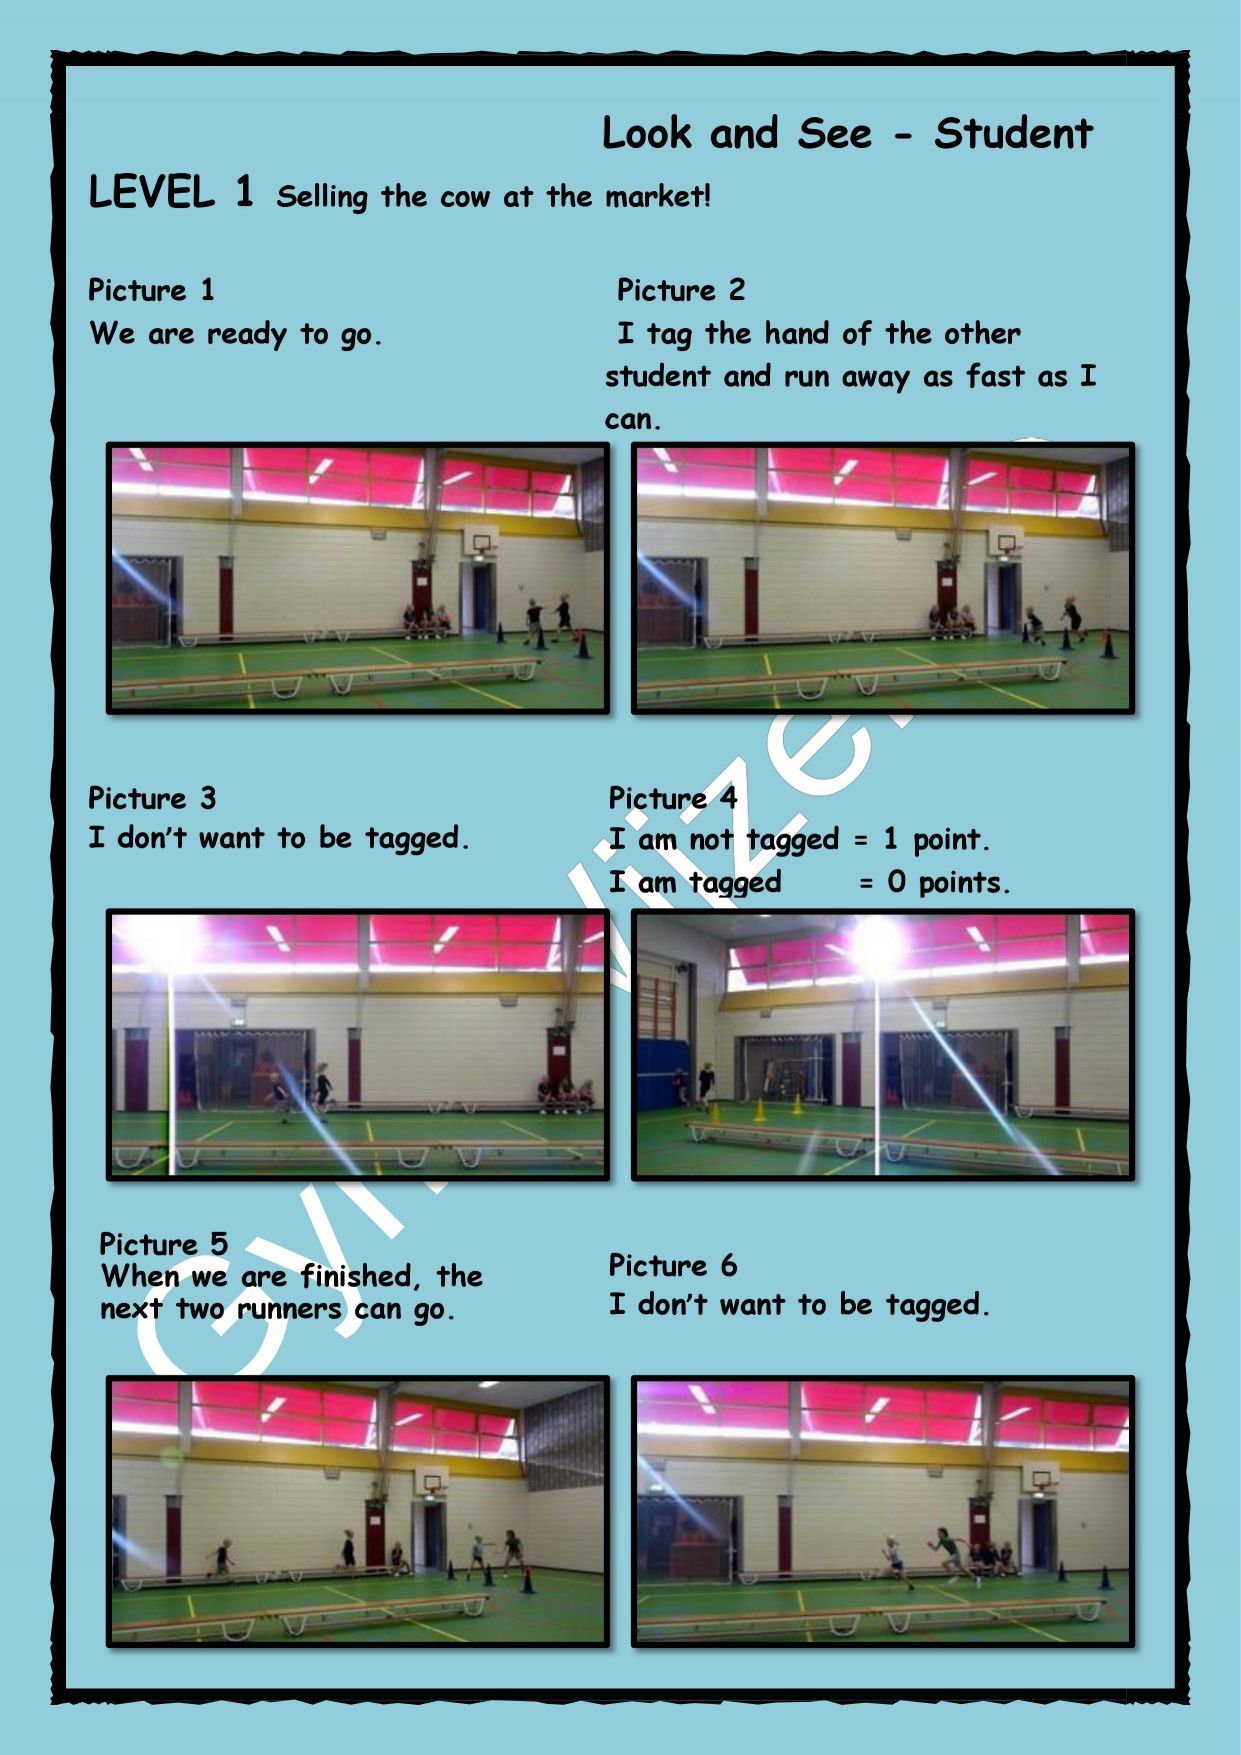 Look and See - Student
LEVEL 1 Selling the cow at the market!
Picture 1
We are ready to go.
Picture 2
I tag the hand of the other
student and run away as fast as I
can.
Picture 3
I don't want to be tagged.
Picture 4
I am not tagged = 1 point.
I am tagged = 0 points.
Picture 5
When we are finished, the
next two runners can go.
Picture 6
I don't want to be tagged.